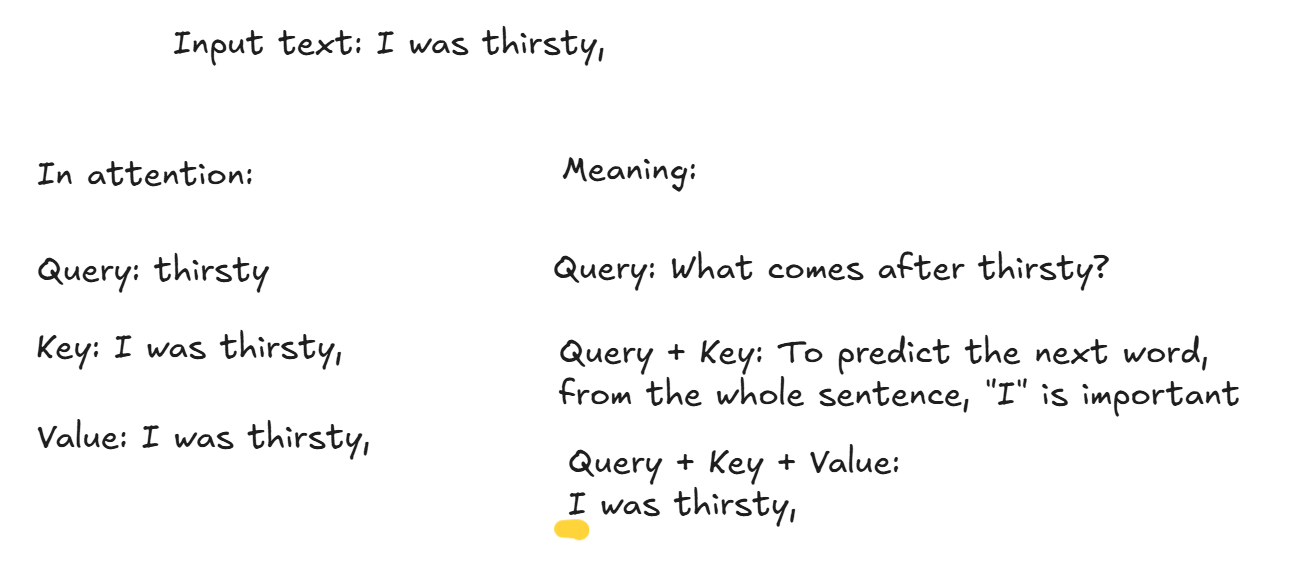 Input text: I was thirsty,
In attention:
Query: thirsty
Key: I was thirsty,
Value: I was thirsty,
Meaning:
Query: What comes after thirsty?
Query + Key: To predict the next word,
from the whole sentence, "I" is important
Query + Key + Value:
I was thirsty,